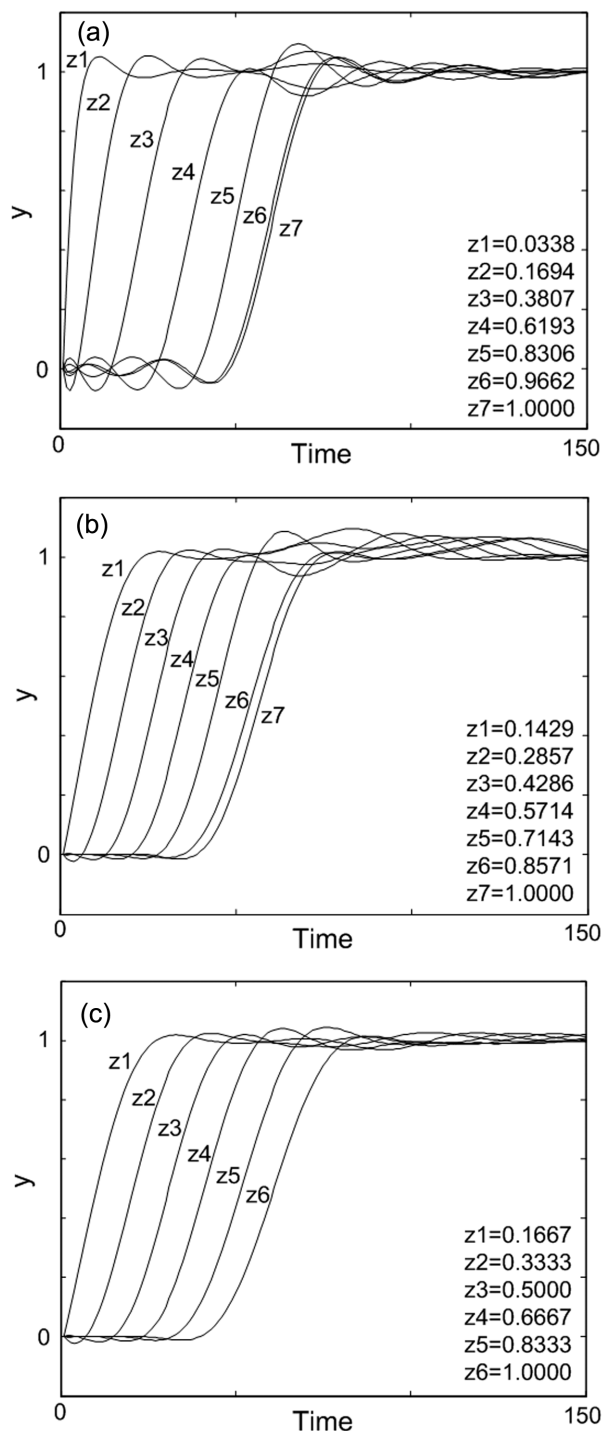 (a)
z1
1
z2
z3
z4
z5
z6
z7
y
z1=0.0338
z2=0.1694
z3=0.3807
z4=0.6193
z5=0.8306
z6=0.9662
z7=1.0000
0
0
Time
150
(b)
1
z1
z2
z3
z4
z5
z6
z7
y
z1=0.1429
z2=0.2857
z3=0.4286
z4=0.5714
z5=0.7143
z6=0.8571
z7=1.0000
0
0
Time
150
(c)
1
z1
z2
z3
z4
z5
z6
y
z1=0.1667
z2=0.3333
z3=0.5000
z4=0.6667
z5=0.8333
z6=1.0000
0
0
Time
150